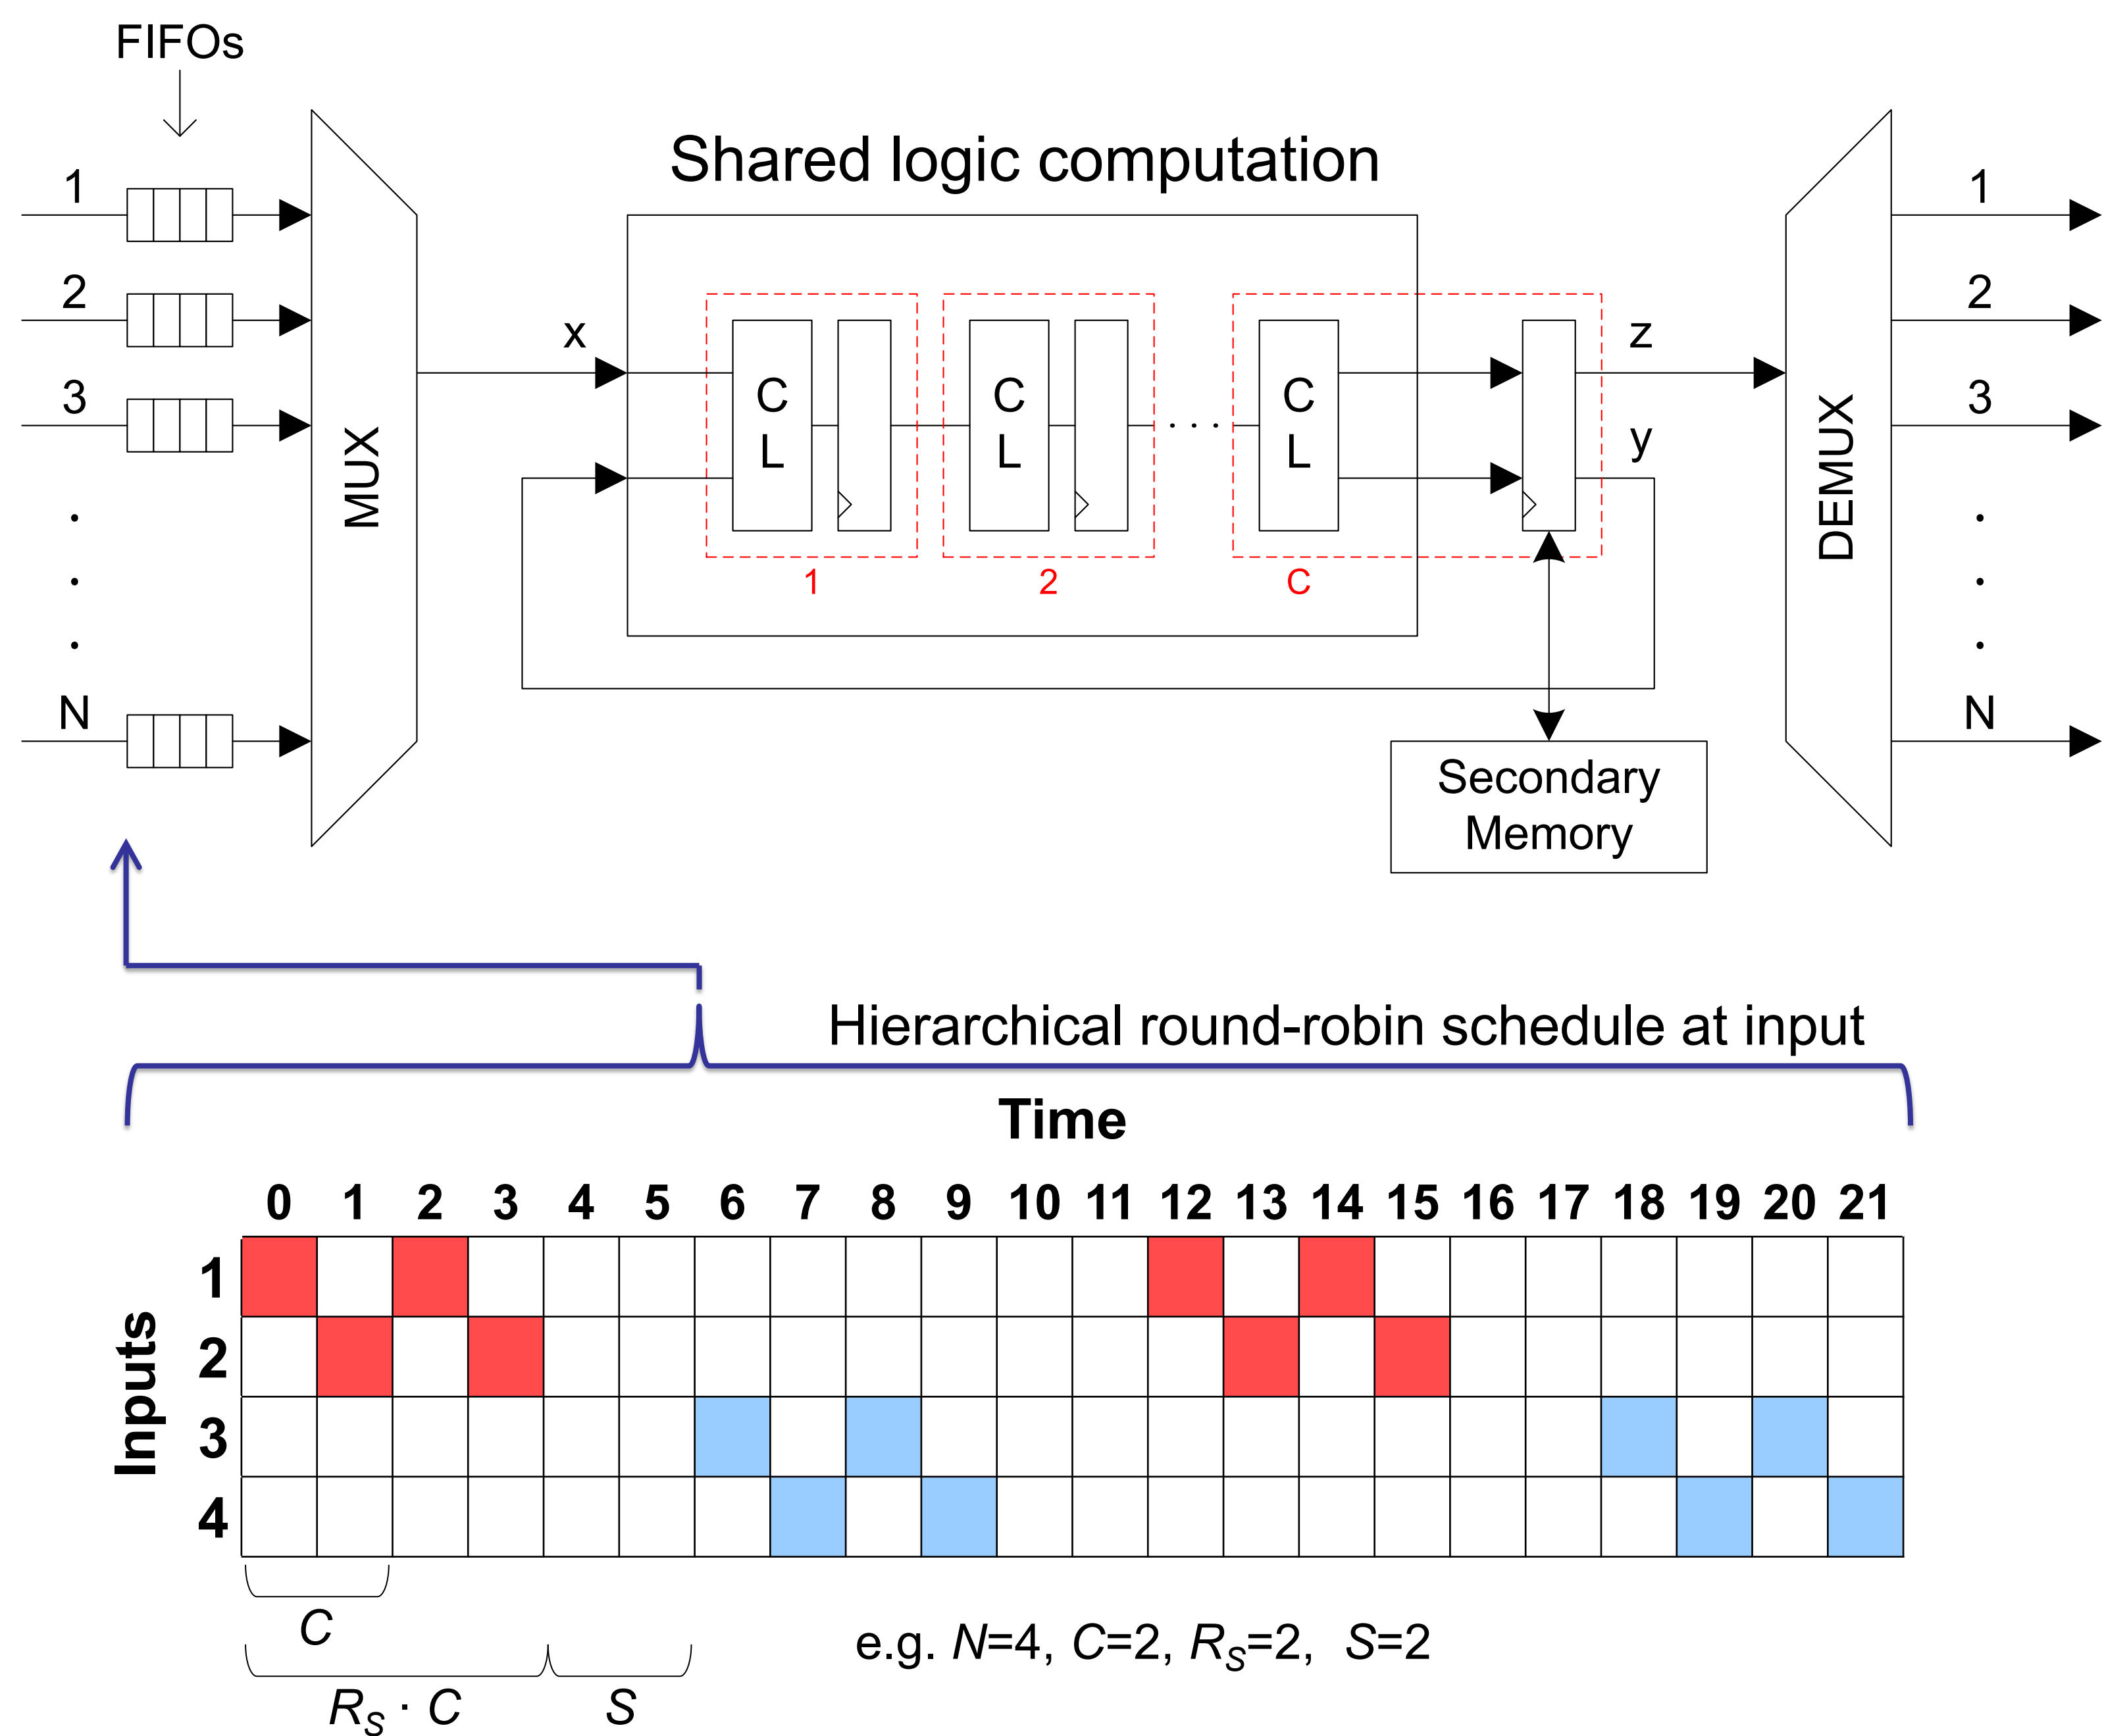 FIFOs
Shared logic computation
1
2
3
N
MUX
x
C
L
C
L
. . .
C
L
1
2
C
z
y
Secondary
Memory
DEMUX
1
2
3
N
Hierarchical round-robin schedule at input
Time
0 1 2 3 4 5 6 7 8 9 10 11 12 13 14 15 16 17 18 19 20 21
Inputs
1
2
3
4
C
R_S · C
S
e.g. N=4, C=2, R_S=2, S=2